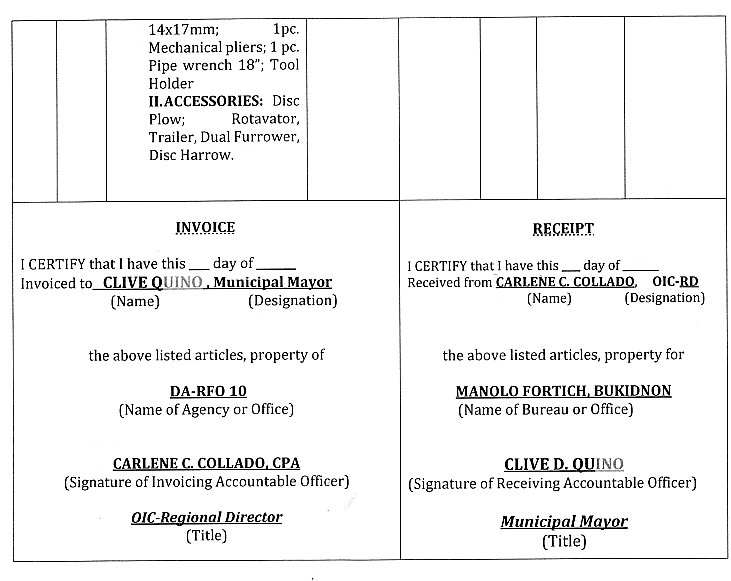 14x17mm; 1pc.
Mechanical pliers; 1 pc.
Pipe wrench 18"; Tool
Holder
II.ACCESSORIES: Disc
Plow; Rotavator,
Trailer, Dual Furrower,
Disc Harrow.
INVOICE
I CERTIFY that I have this ___ day of ______
Invoiced to CLIVE QUINO , Municipal Mayor
(Name) (Designation)
the above listed articles, property of
DA-RFO 10
(Name of Agency or Office)
CARLENE C. COLLADO, CPA
(Signature of Invoicing Accountable Officer)
OIC-Regional Director
(Title)
RECEIPT
I CERTIFY that I have this ___ day of ______
Received from CARLENE C. COLLADO, OIC-RD
(Name) (Designation)
the above listed articles, property for
MANOLO FORTICH, BUKIDNON
(Name of Bureau or Office)
CLIVE D. QUINO
(Signature of Receiving Accountable Officer)
Municipal Mayor
(Title)